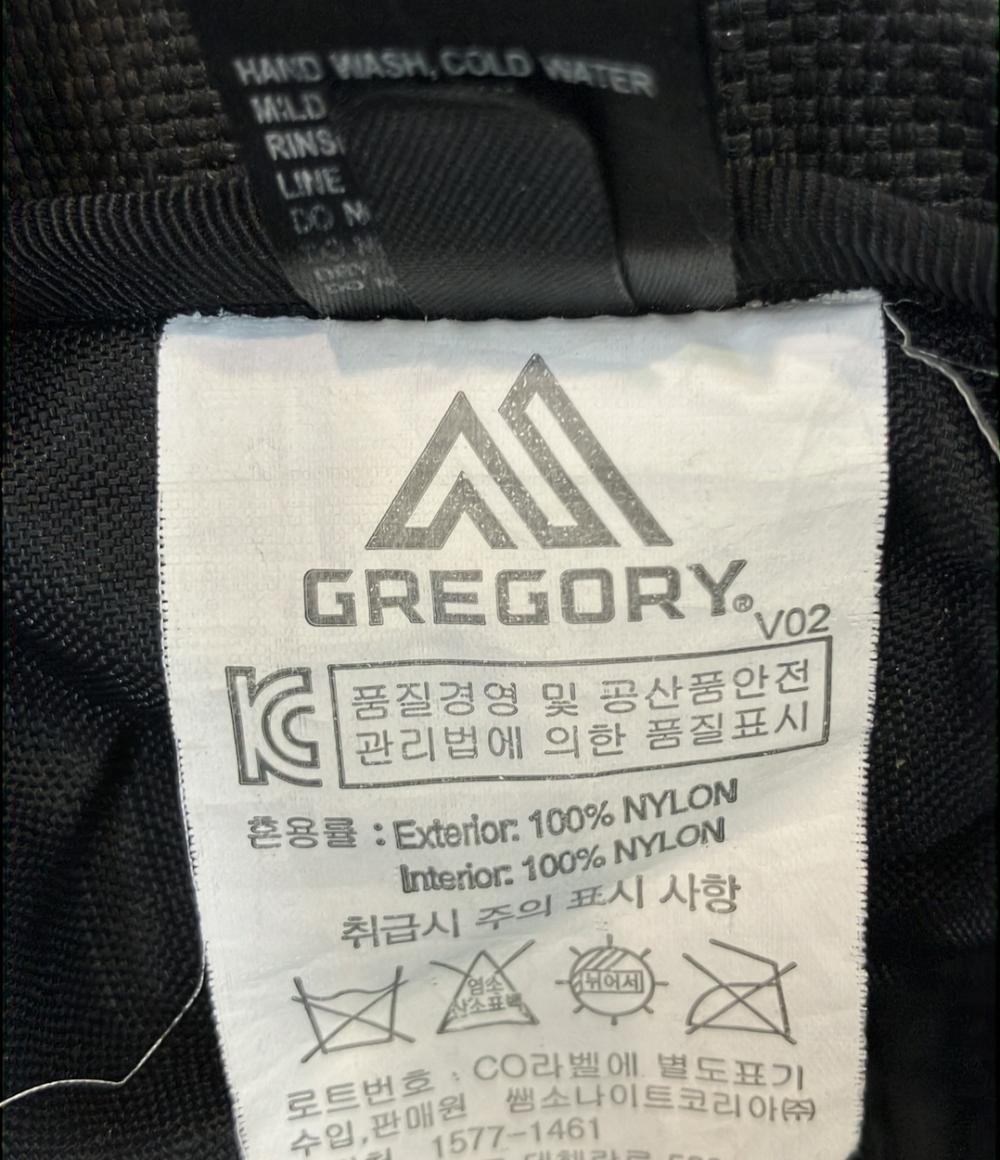 HAND WASH, COLD WATER
MILD
RINS
LINE
DO N
DRY
DO N
GREGORY®
V02
품질경영 및 공산품안전
관리법에 의한 품질표시
혼용률 : Exterior: 100% NYLON
Interior: 100% NYLON
취급시 주의 표시 사항
염소
산소표백
뉘어서
로트번호 : CO라벨에 별도표기
수입,판매원 쌤소나이트코리아㈜
1577-1461